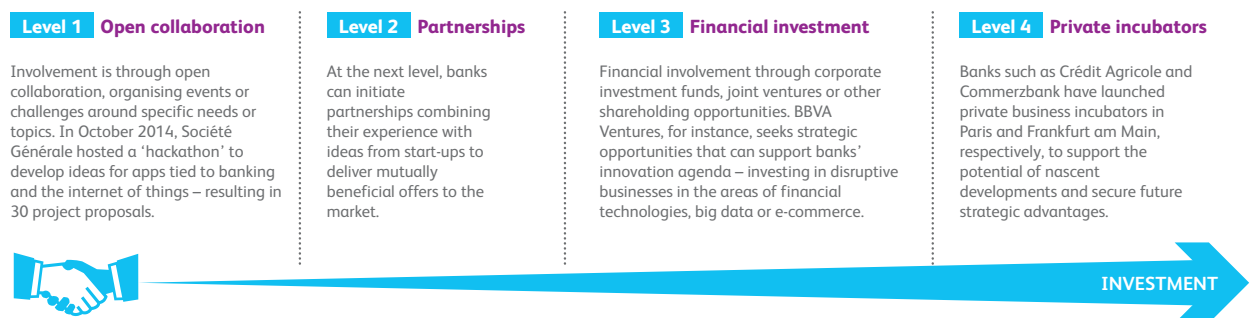 Level 1 Open collaboration
Involvement is through open
collaboration, organising events or
challenges around specific needs or
topics. In October 2014, Société
Générale hosted a ‘hackathon’ to
develop ideas for apps tied to banking
and the internet of things – resulting in
30 project proposals.
Level 2 Partnerships
At the next level, banks
can initiate
partnerships combining
their experience with
ideas from start-ups to
deliver mutually
beneficial offers to the
market.
Level 3 Financial investment
Financial involvement through corporate
investment funds, joint ventures or other
shareholding opportunities. BBVA
Ventures, for instance, seeks strategic
opportunities that can support banks’
innovation agenda – investing in disruptive
businesses in the areas of financial
technologies, big data or e-commerce.
Level 4 Private incubators
Banks such as Crédit Agricole and
Commerzbank have launched
private business incubators in
Paris and Frankfurt am Main,
respectively, to support the
potential of nascent
developments and secure future
strategic advantages.
INVESTMENT